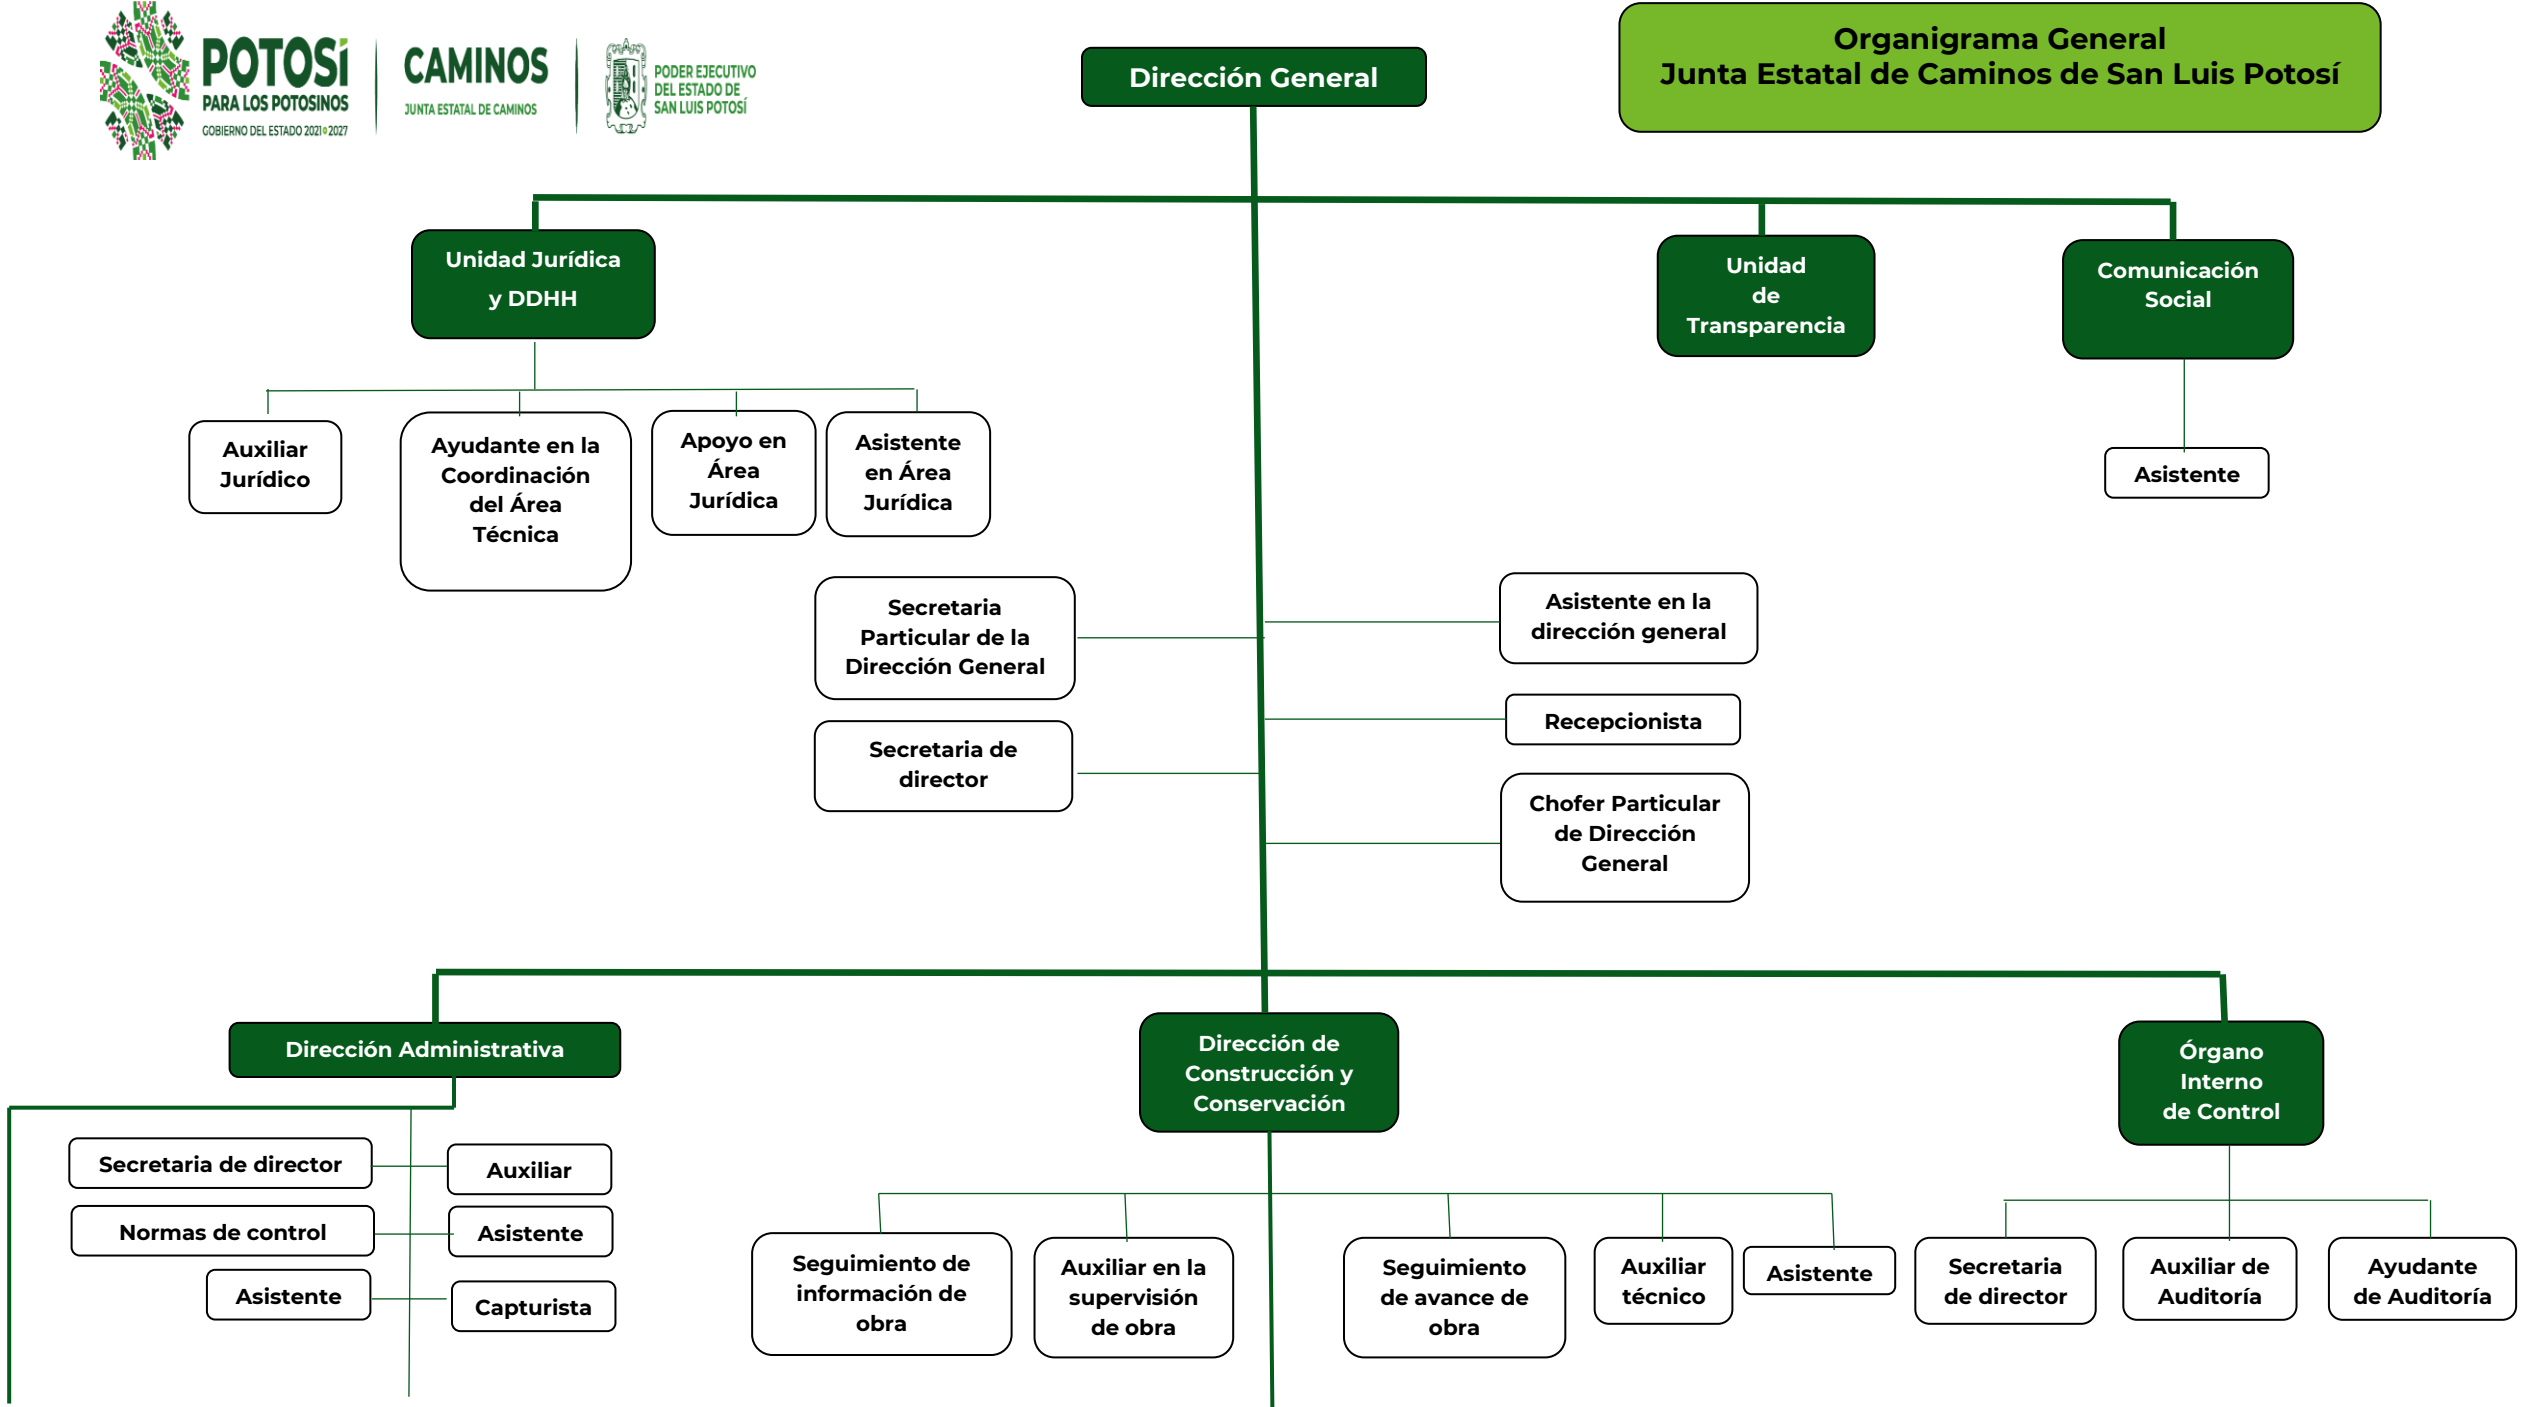 POTOSÍ
PARA LOS POTOSINOS
GOBIERNO DEL ESTADO 2021 2027
CAMINOS
JUNTA ESTATAL DE CAMINOS
PODER EJECUTIVO
DEL ESTADO DE
SAN LUIS POTOSÍ
Dirección General
Organigrama General
Junta Estatal de Caminos de San Luis Potosí
Unidad Jurídica
y DDHH
Unidad
de
Transparencia
Comunicación
Social
Auxiliar
Jurídico
Ayudante en la
Coordinación
del Área
Técnica
Apoyo en
Área
Jurídica
Asistente
en Área
Jurídica
Asistente
Secretaria
Particular de la
Dirección General
Asistente en la
dirección general
Recepcionista
Secretaria de
director
Chofer Particular
de Dirección
General
Dirección Administrativa
Dirección de
Construcción y
Conservación
Órgano
Interno
de Control
Secretaria de director
Auxiliar
Normas de control
Asistente
Asistente
Capturista
Seguimiento de
información de
obra
Auxiliar en la
supervisión
de obra
Seguimiento
de avance de
obra
Auxiliar
técnico
Asistente
Secretaria
de director
Auxiliar de
Auditoría
Ayudante
de Auditoría